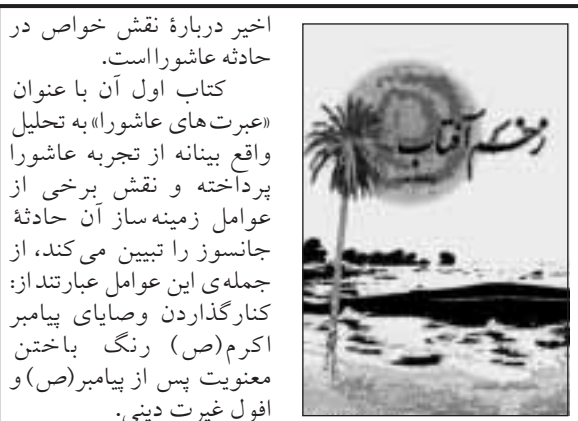 اخیر دربارهٔ نقش خواص در
حادثه عاشورا است.
کتاب اول آن با عنوان
«عبرت‌های عاشورا» به تحلیل
واقع بینانه از تجربه عاشورا
پرداخته و نقش برخی از
عوامل زمینه ساز آن حادثهٔ
جانسوز را تبیین می‌کند، از
جمله‌ی این عوامل عبارتند از:
کنار گذاردن وصایای پیامبر
اکرم(ص) رنگ باختن
معنویت پس از پیامبر(ص) و
افول غیرت دینی.
زخم آفتاب